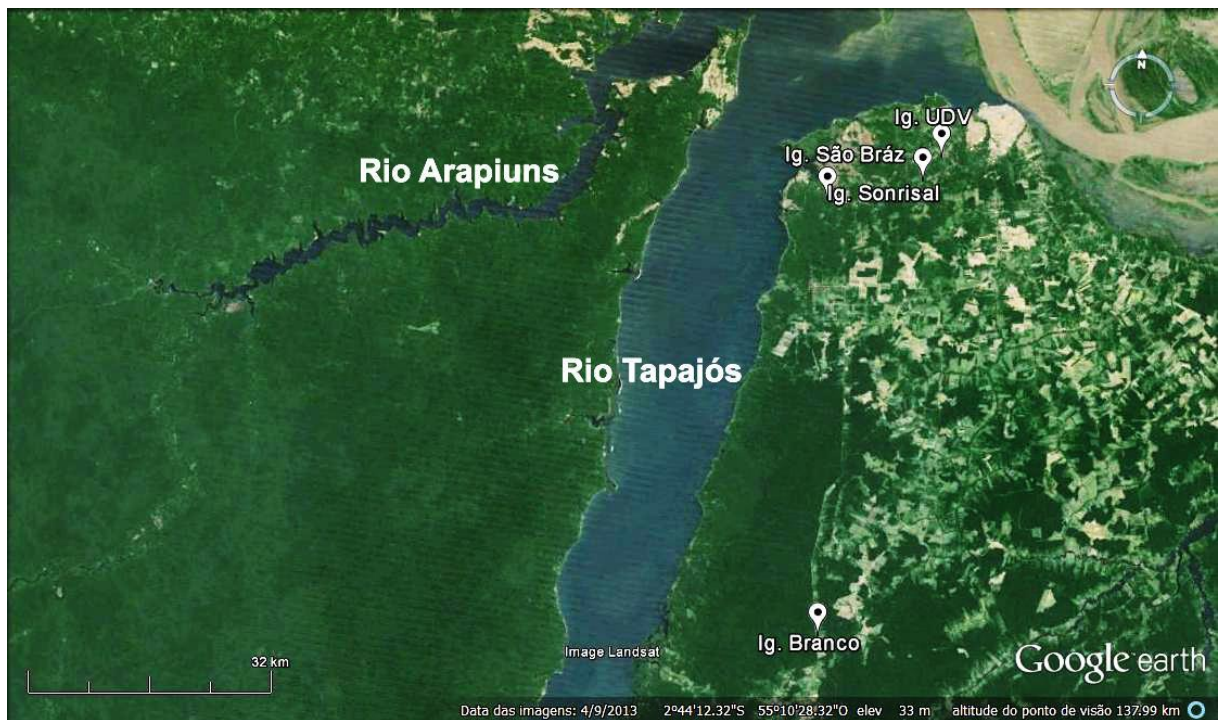 N
Ig. UDV
Ig. São Bráz
Rio Arapiuns
Ig. Sonrisal
Rio Tapajós
Ig. Branco
Image Landsat
32 km
Google earth
Data das imagens: 4/9/2013 2°44'12.32"S 55°10'28.32"O elev 33 m altitude do ponto de visão 137.99 km